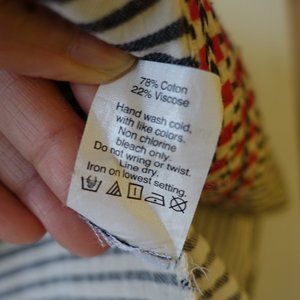 78% Coton
22% Viscose
Hand wash cold,
with like colors.
Non chlorine
bleach only.
Do not wring or twist.
Line dry.
Iron on lowest setting.